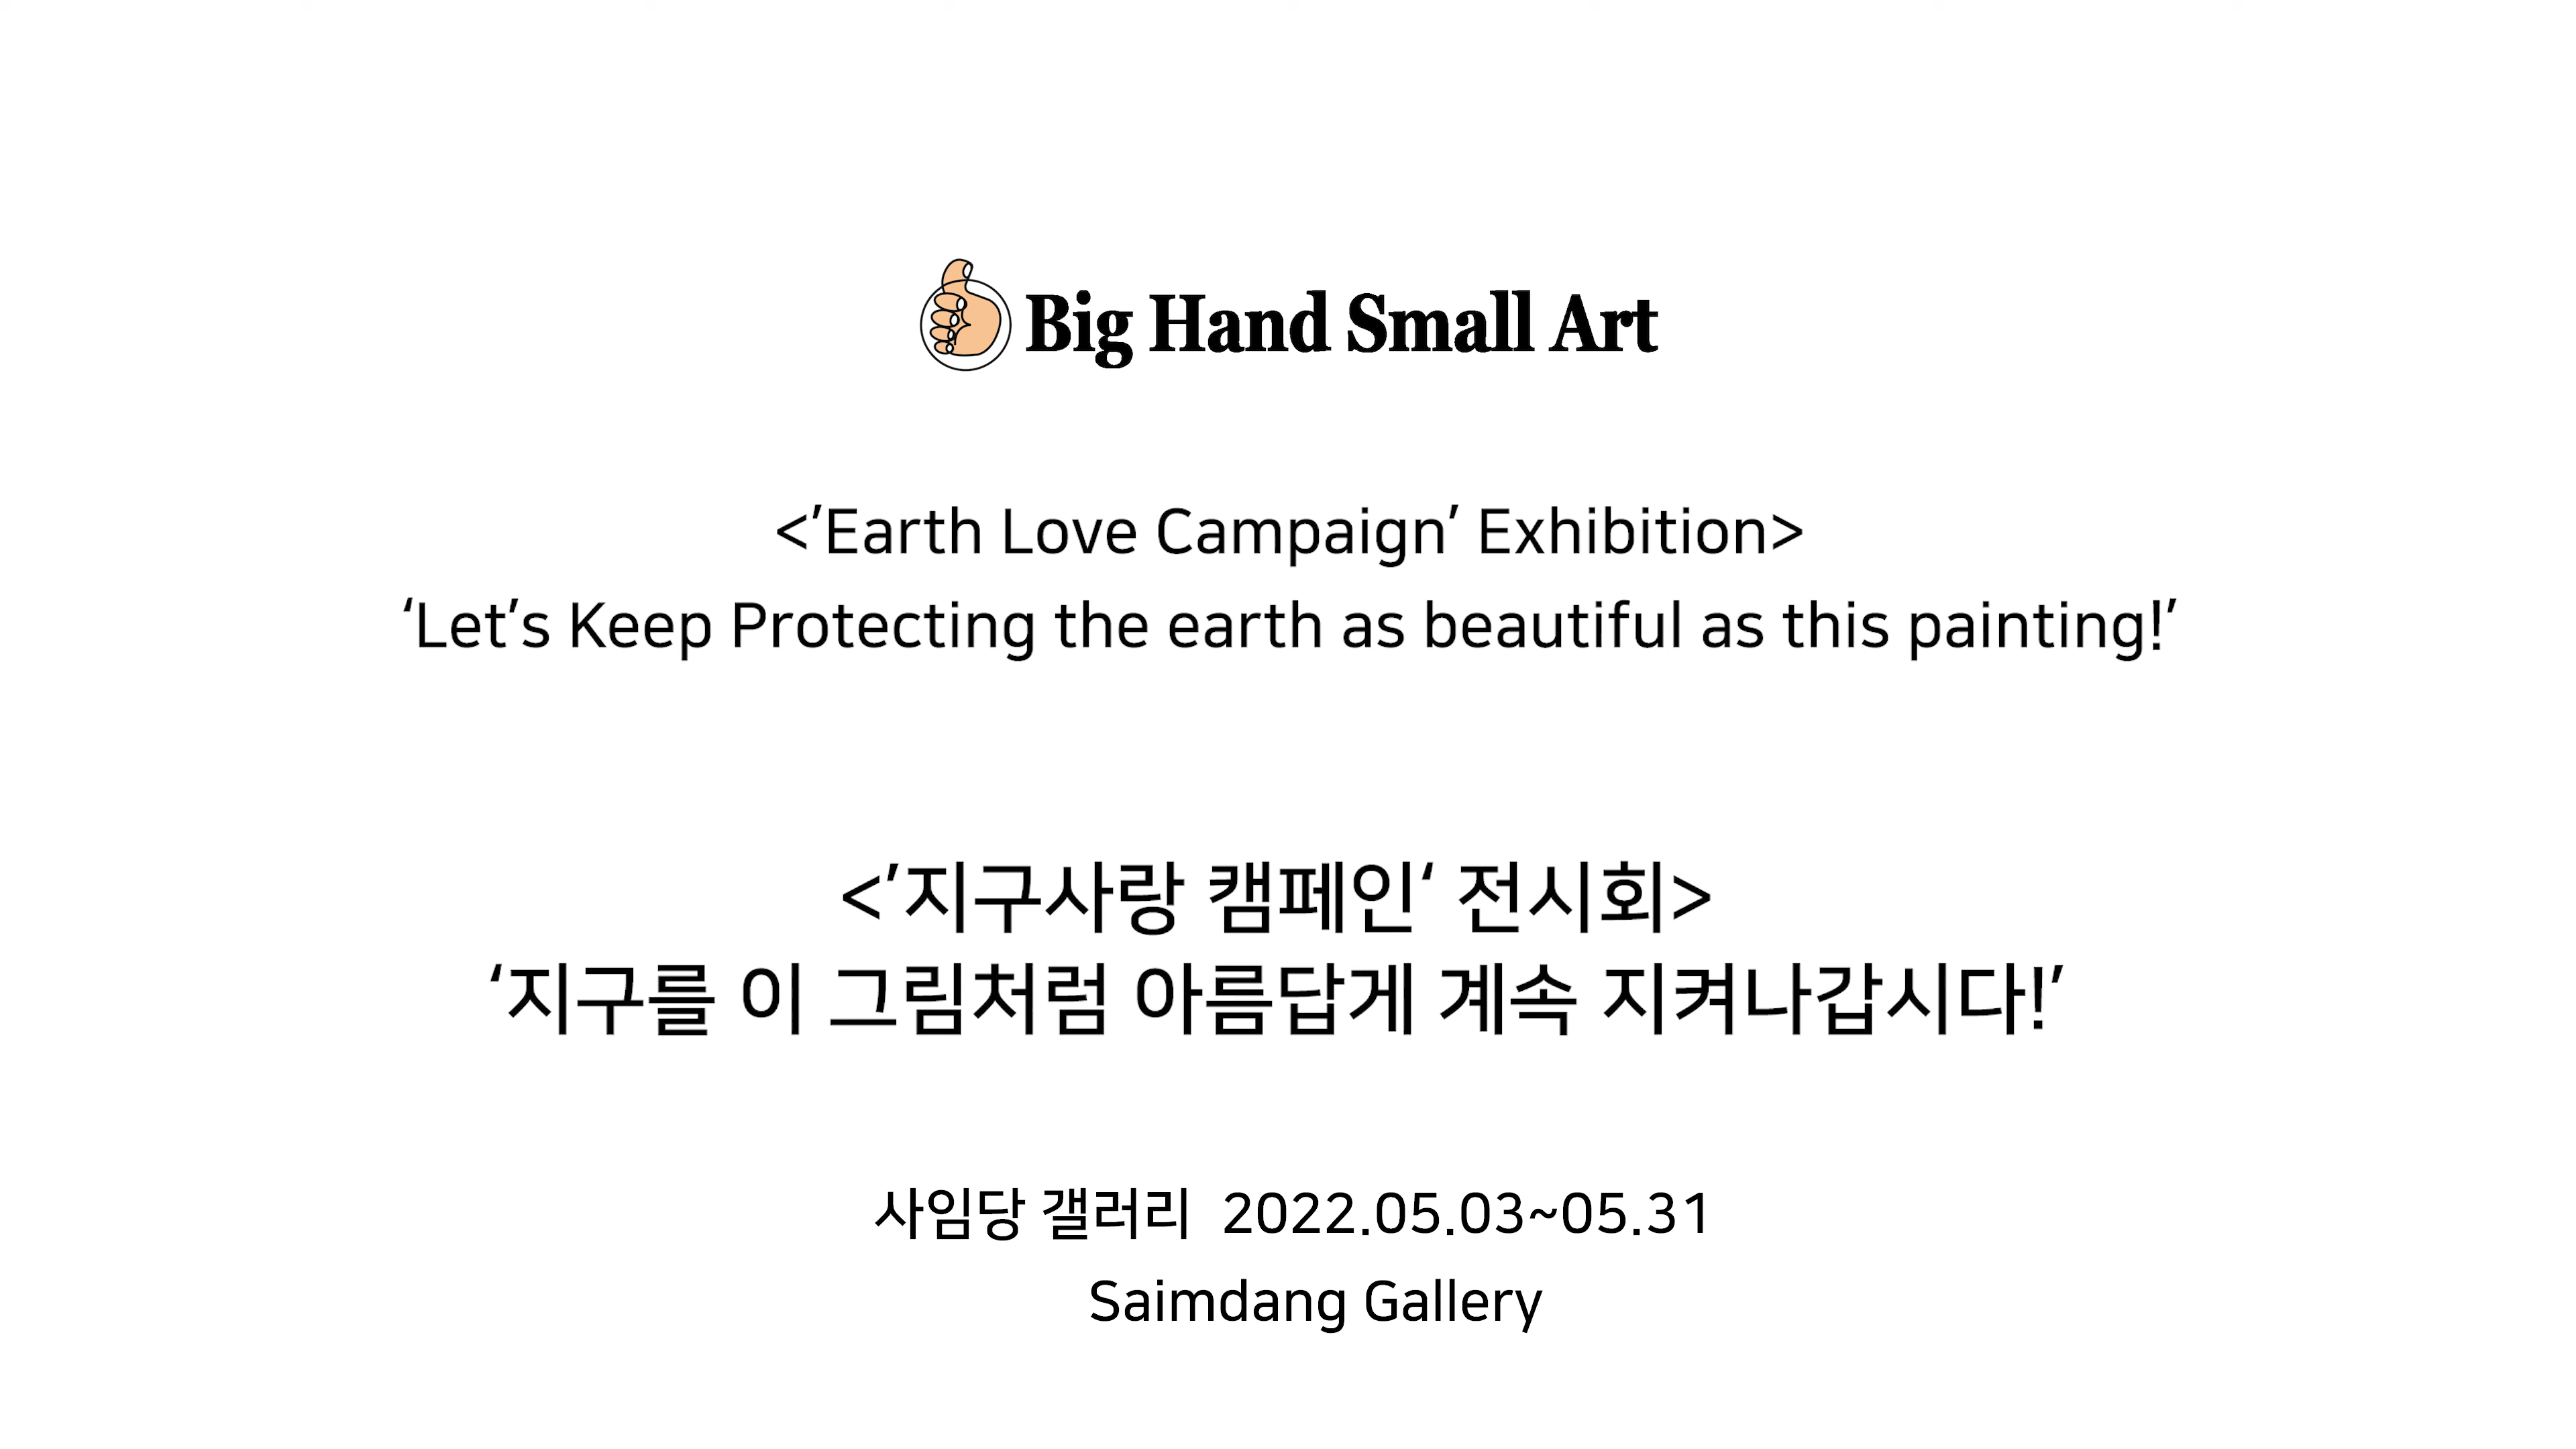 Big Hand Small Art
<’Earth Love Campaign’ Exhibition>
‘Let’s Keep Protecting the earth as beautiful as this painting!’
<’지구사랑 캠페인‘ 전시회>
‘지구를 이 그림처럼 아름답게 계속 지켜나갑시다!’
사임당 갤러리 2022.05.03~05.31
Saimdang Gallery